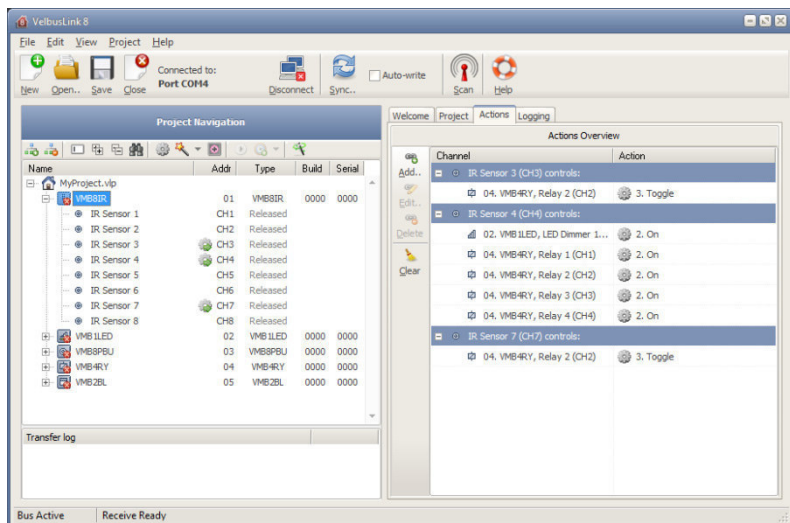 VelbusLink 8
File Edit View Project Help
New Open.. Save Close Connected to: Port COM4 Disconnect Sync.. Auto-write Scan Help
Project Navigation
Name Addr Type Build Serial
MyProject.vlp
VMB8IR 01 VMB8IR 0000 0000
IR Sensor 1 CH1 Released
IR Sensor 2 CH2 Released
IR Sensor 3 CH3 Released
IR Sensor 4 CH4 Released
IR Sensor 5 CH5 Released
IR Sensor 6 CH6 Released
IR Sensor 7 CH7 Released
IR Sensor 8 CH8 Released
VMB1LED 02 VMB1LED 0000 0000
VMB8PBU 03 VMB8PBU 0000 0000
VMB4RY 04 VMB4RY 0000 0000
VMB2BL 05 VMB2BL 0000 0000
Transfer log
Welcome Project Actions Logging
Actions Overview
Add..
Edit..
Delete
Clear
Channel Action
IR Sensor 3 (CH3) controls:
04. VMB4RY, Relay 2 (CH2) 3. Toggle
IR Sensor 4 (CH4) controls:
02. VMB1LED, LED Dimmer 1... 2. On
04. VMB4RY, Relay 1 (CH1) 2. On
04. VMB4RY, Relay 2 (CH2) 2. On
04. VMB4RY, Relay 3 (CH3) 2. On
04. VMB4RY, Relay 4 (CH4) 2. On
IR Sensor 7 (CH7) controls:
04. VMB4RY, Relay 2 (CH2) 3. Toggle
Bus Active Receive Ready